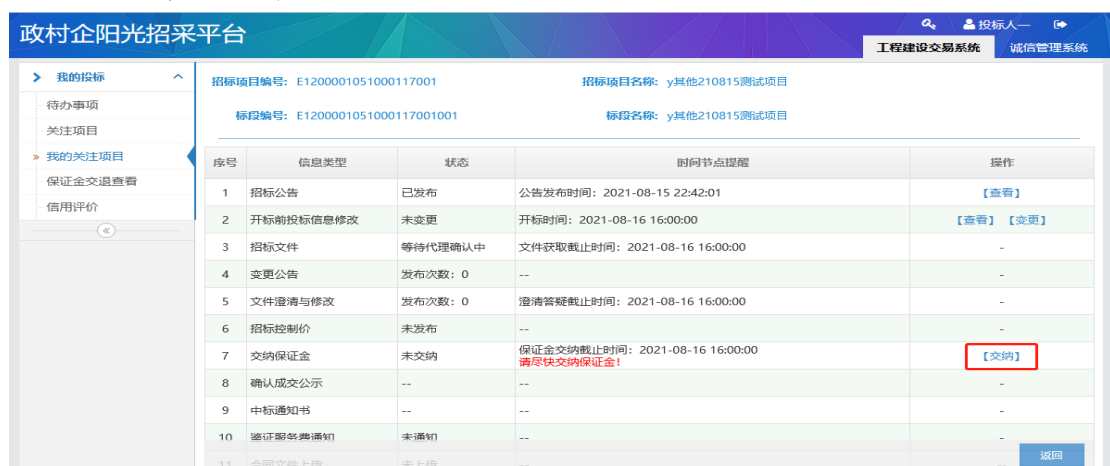 政村企阳光招采平台
投标人一
工程建设交易系统 诚信管理系统
我的投标
待办事项
关注项目
我的关注项目
保证金交退查看
信用评价
招标项目编号: E1200001051000117001 招标项目名称: y其他210815测试项目
标段编号: E1200001051000117001001 标段名称: y其他210815测试项目
序号 信息类型 状态 时间节点提醒 操作
1 招标公告 已发布 公告发布时间: 2021-08-15 22:42:01 【查看】
2 开标前投标信息修改 未变更 开标时间: 2021-08-16 16:00:00 【查看】 【变更】
3 招标文件 等待代理确认中 文件获取截止时间: 2021-08-16 16:00:00 -
4 变更公告 发布次数: 0 -- -
5 文件澄清与修改 发布次数: 0 澄清答疑截止时间: 2021-08-16 16:00:00 -
6 招标控制价 未发布 -- -
7 交纳保证金 未交纳 保证金交纳截止时间: 2021-08-16 16:00:00 【交纳】
请尽快交纳保证金!
8 确认成交公示 -- -- -
9 中标通知书 -- -- -
10 鉴证服务费通知 未通知 -- -
11 合同文件上传 未上传 --
返回